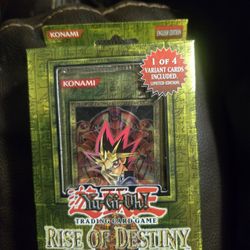 KONAMI
ENGLISH EDITION
1 OF 4
VARIANT CARDS
INCLUDED.
LIMITED EDITION
KONAMI
Yu-Gi-Oh!
TRADING CARD GAME
RISE OF DESTINY